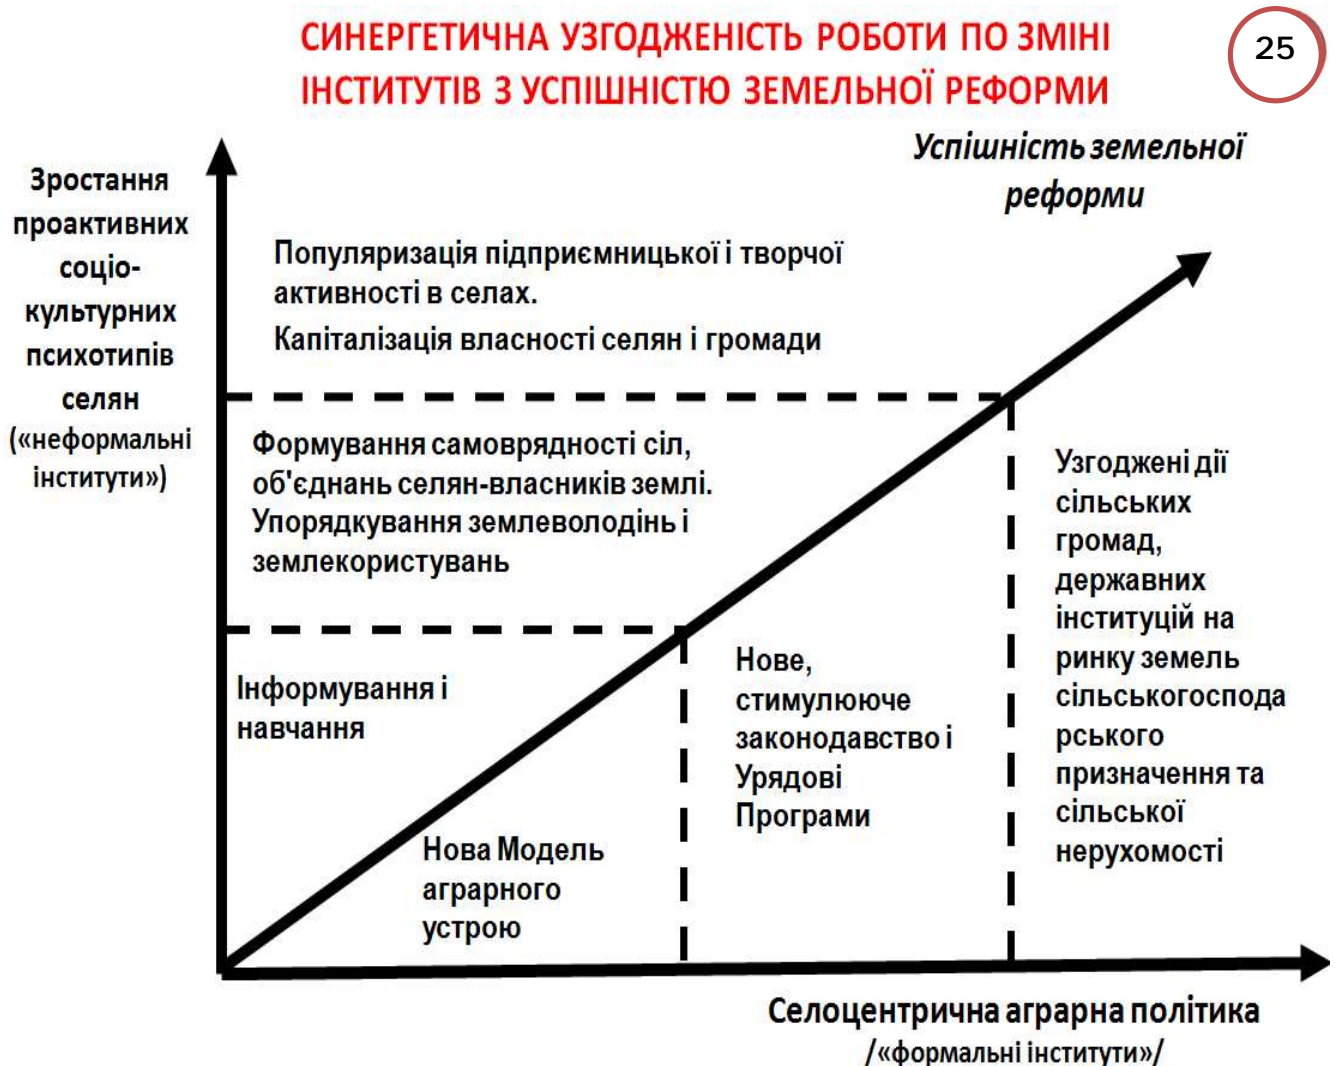 СИНЕРГЕТИЧНА УЗГОДЖЕНІСТЬ РОБОТИ ПО ЗМІНІ
ІНСТИТУТІВ З УСПІШНІСТЮ ЗЕМЕЛЬНОЇ РЕФОРМИ
25
Успішність земельної
реформи
Зростання
проактивних
соціо-
культурних
психотипів
селян
(«неформальні
інститути»)
Популяризація підприємницької і творчої
активності в селах.
Капіталізація власності селян і громади
Формування самоврядності сіл,
об'єднань селян-власників землі.
Упорядкування землеволодінь і
землекористувань
Інформування і
навчання
Нова Модель
аграрного
устрою
Нове,
стимулююче
законодавство і
Урядові
Програми
Узгоджені дії
сільських
громад,
державних
інституцій на
ринку земель
сільськогоспода
рського
призначення та
сільської
нерухомості
Селоцентрична аграрна політика
/«формальні інститути»/